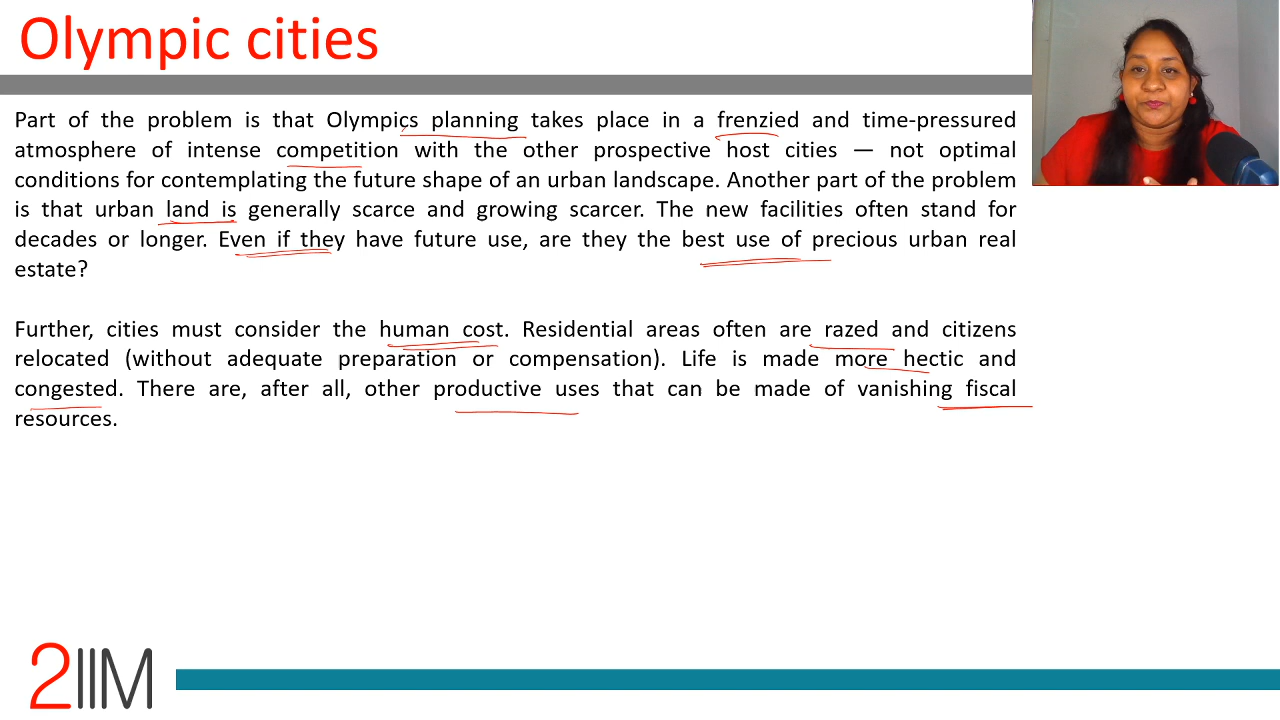 Olympic cities
Part of the problem is that Olympics planning takes place in a frenzied and time-pressured
atmosphere of intense competition with the other prospective host cities — not optimal
conditions for contemplating the future shape of an urban landscape. Another part of the problem
is that urban land is generally scarce and growing scarcer. The new facilities often stand for
decades or longer. Even if they have future use, are they the best use of precious urban real
estate?
Further, cities must consider the human cost. Residential areas often are razed and citizens
relocated (without adequate preparation or compensation). Life is made more hectic and
congested. There are, after all, other productive uses that can be made of vanishing fiscal
resources.
2IIM